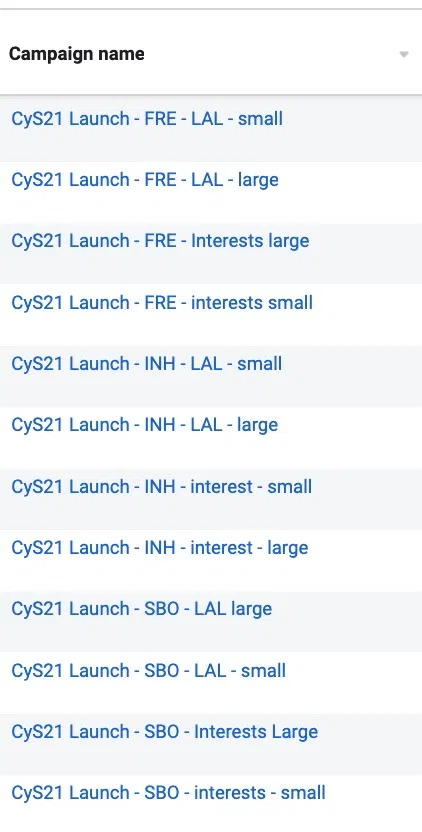 Campaign name
CyS21 Launch - FRE - LAL - small
CyS21 Launch - FRE - LAL - large
CyS21 Launch - FRE - Interests large
CyS21 Launch - FRE - interests small
CyS21 Launch - INH - LAL - small
CyS21 Launch - INH - LAL - large
CyS21 Launch - INH - interest - small
CyS21 Launch - INH - interest - large
CyS21 Launch - SBO - LAL large
CyS21 Launch - SBO - LAL - small
CyS21 Launch - SBO - Interests Large
CyS21 Launch - SBO - interests - small